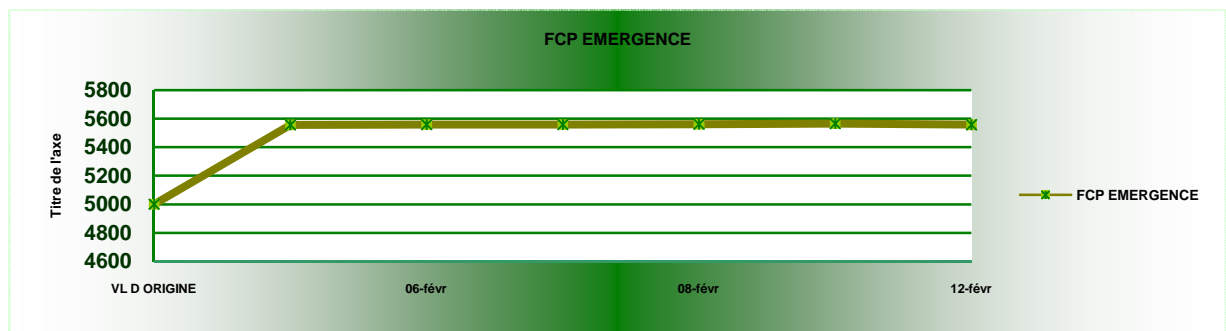 FCP EMERGENCE
5800
5600
5400
5200
5000
4800
4600
Titre de l'axe
VL D ORIGINE
06-févr
08-févr
12-févr
FCP EMERGENCE